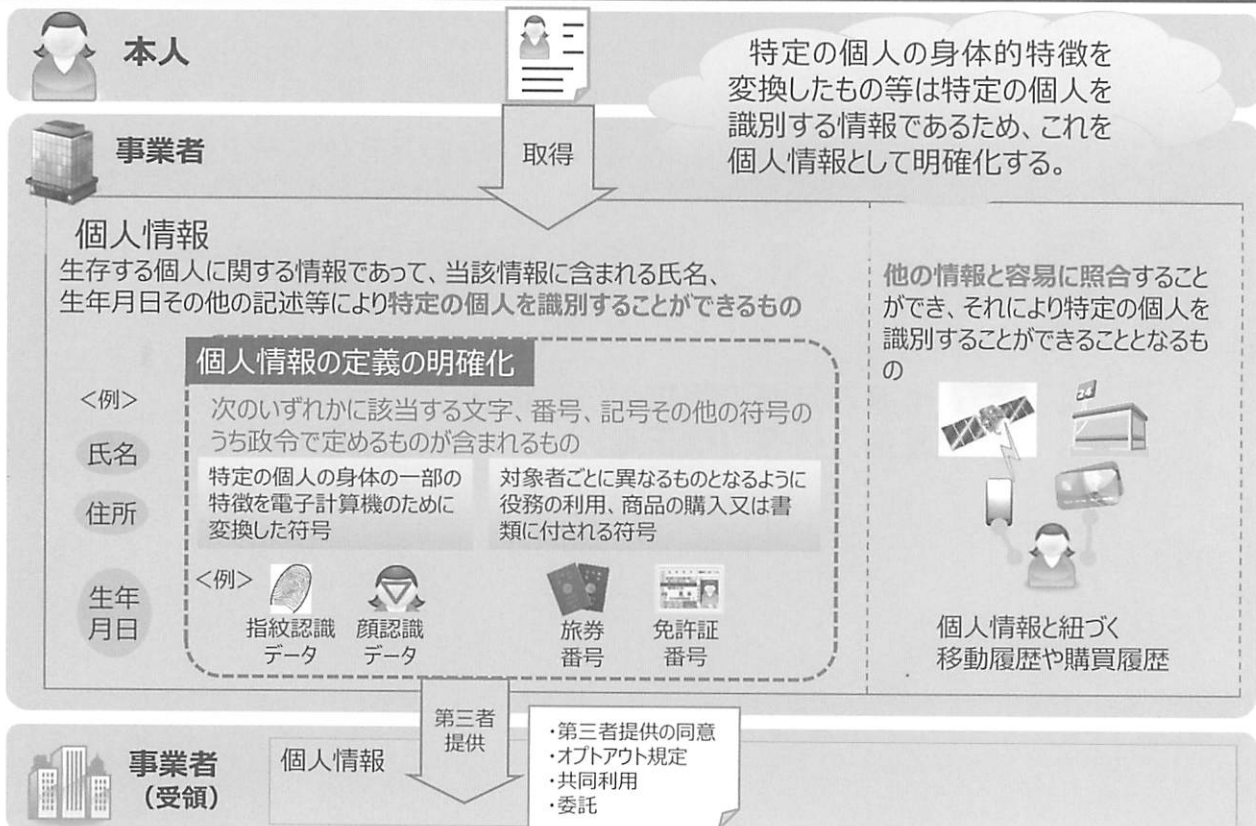 本人
特定の個人の身体的特徴を
変換したもの等は特定の個人を
識別する情報であるため、これを
個人情報として明確化する。
事業者
取得
個人情報
生存する個人に関する情報であって、当該情報に含まれる氏名、
生年月日その他の記述等により特定の個人を識別することができるもの
個人情報の定義の明確化
次のいずれかに該当する文字、番号、記号その他の符号の
うち政令で定めるものが含まれるもの
<例>
氏名
住所
生年
月日
特定の個人の身体の一部の
特徴を電子計算機のために
変換した符号
対象者ごとに異なるものとなるように
役務の利用、商品の購入又は書
類に付される符号
<例>
指紋認識
データ
顔認識
データ
旅券
番号
免許証
番号
他の情報と容易に照合すること
ができ、それにより特定の個人を
識別することができることとなるも
の
24
個人情報と紐づく
移動履歴や購買履歴
第三者
提供
・第三者提供の同意
・オプトアウト規定
・共同利用
・委託
事業者
(受領)
個人情報